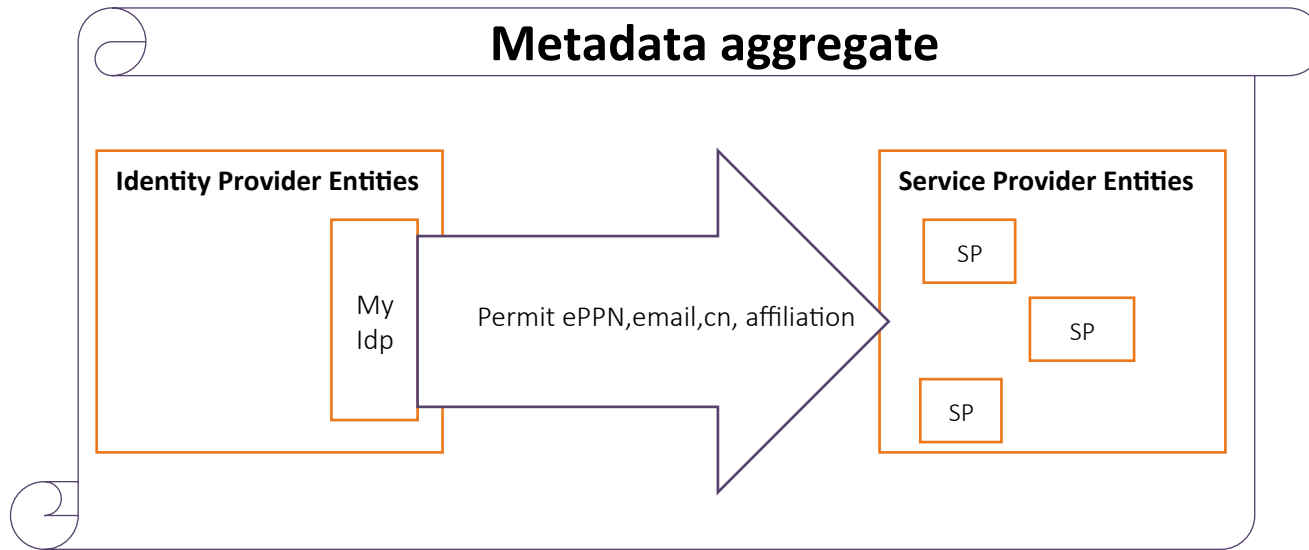 Metadata aggregate
Identity Provider Entities
My
Idp
Permit ePPN,email,cn, affiliation
Service Provider Entities
SP
SP
SP